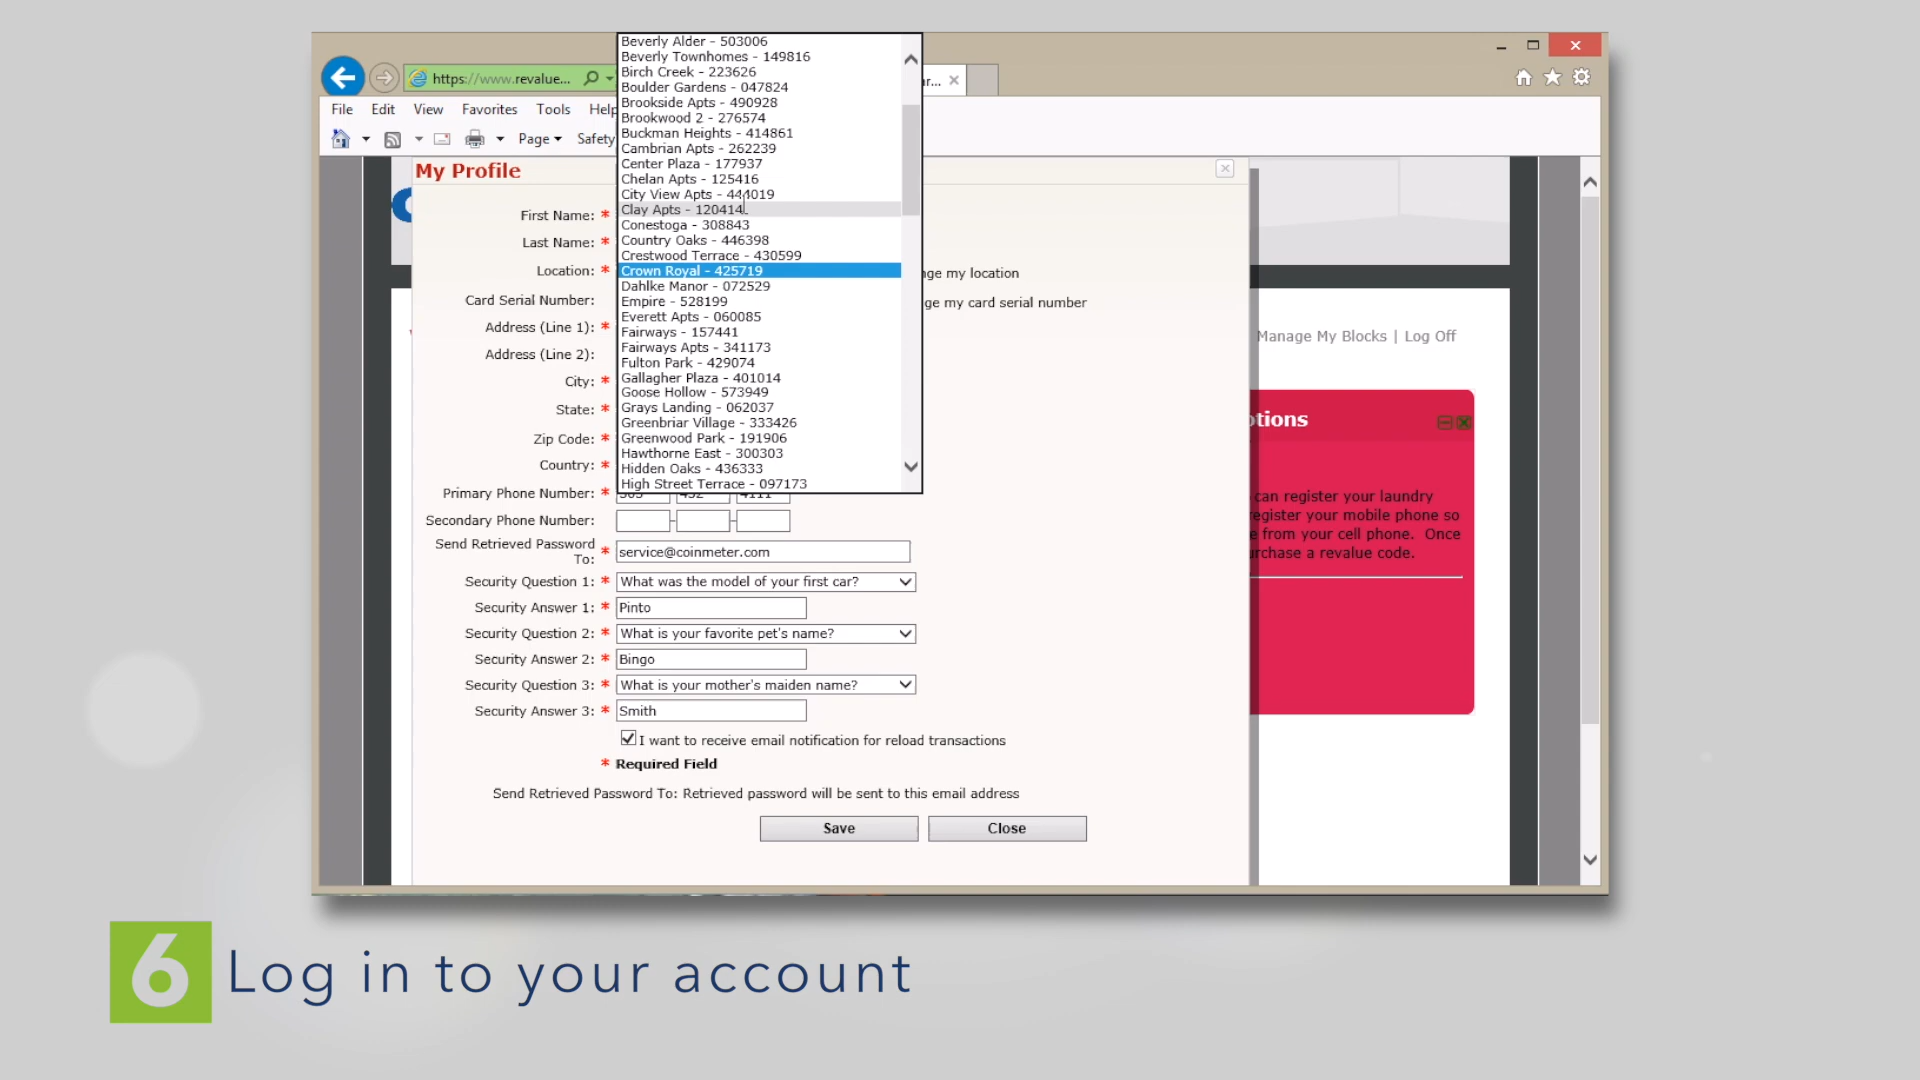 Beverly Alder - 503006
Beverly Townhomes - 149816
Birch Creek - 223626
Boulder Gardens - 047824
Brookside Apts - 490928
Brookwood 2 - 276574
Buckman Heights - 414861
Cambrian Apts - 262239
Center Plaza - 177937
Chelan Apts - 125416
City View Apts - 444019
Clay Apts - 120414
Conestoga - 308843
Country Oaks - 446398
Crestwood Terrace - 430599
Crown Royal - 425719
Dahlke Manor - 072529
Empire - 528199
Everett Apts - 060085
Fairways - 157441
Fairways Apts - 341173
Fulton Park - 429074
Gallagher Plaza - 401014
Goose Hollow - 573949
Grays Landing - 062037
Greenbriar Village - 333426
Greenwood Park - 191906
Hawthorne East - 300303
Hidden Oaks - 436333
High Street Terrace - 097173
https://www.revalue...
File Edit View Favorites Tools Help
Page Safety
My Profile
First Name: *
Last Name: *
Location: * nge my location
Card Serial Number: ge my card serial number
Address (Line 1): *
Address (Line 2):
City: *
State: *
Zip Code: *
Country: *
Primary Phone Number: *
Secondary Phone Number: - -
Send Retrieved Password To: * service@coinmeter.com
Security Question 1: * What was the model of your first car?
Security Answer 1: * Pinto
Security Question 2: * What is your favorite pet's name?
Security Answer 2: * Bingo
Security Question 3: * What is your mother's maiden name?
Security Answer 3: * Smith
I want to receive email notification for reload transactions
* Required Field
Send Retrieved Password To: Retrieved password will be sent to this email address
Save Close
Manage My Blocks | Log Off
otions
can register your laundry
egister your mobile phone so
e from your cell phone. Once
urchase a revalue code.
6 Log in to your account